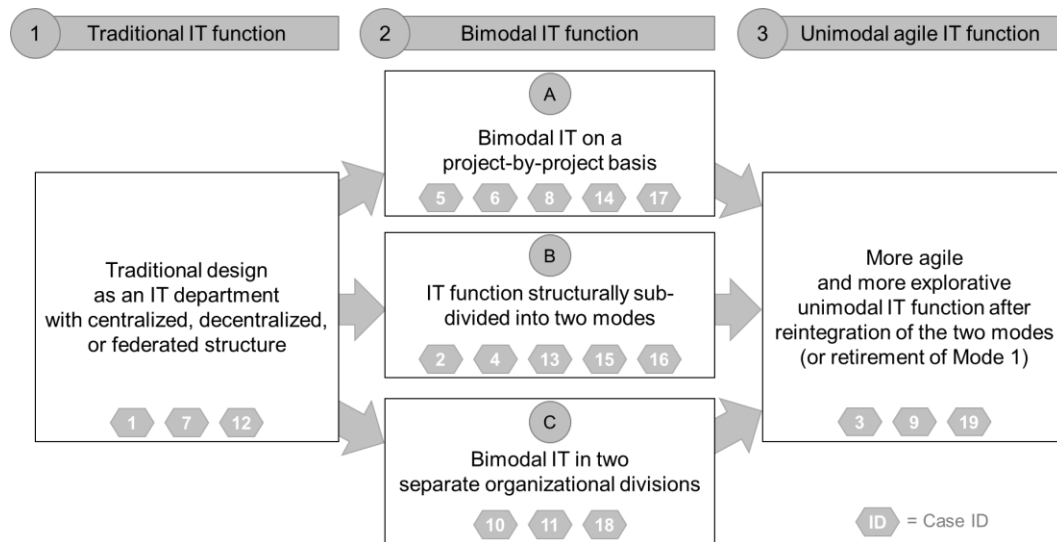 1 Traditional IT function
2 Bimodal IT function
3 Unimodal agile IT function
Traditional design
as an IT department
with centralized, decentralized,
or federated structure
1 7 12
A
Bimodal IT on a
project-by-project basis
5 6 8 14 17
B
IT function structurally sub-
divided into two modes
2 4 13 15 16
C
Bimodal IT in two
separate organizational divisions
10 11 18
More agile
and more explorative
unimodal IT function after
reintegration of the two modes
(or retirement of Mode 1)
3 9 19
ID = Case ID